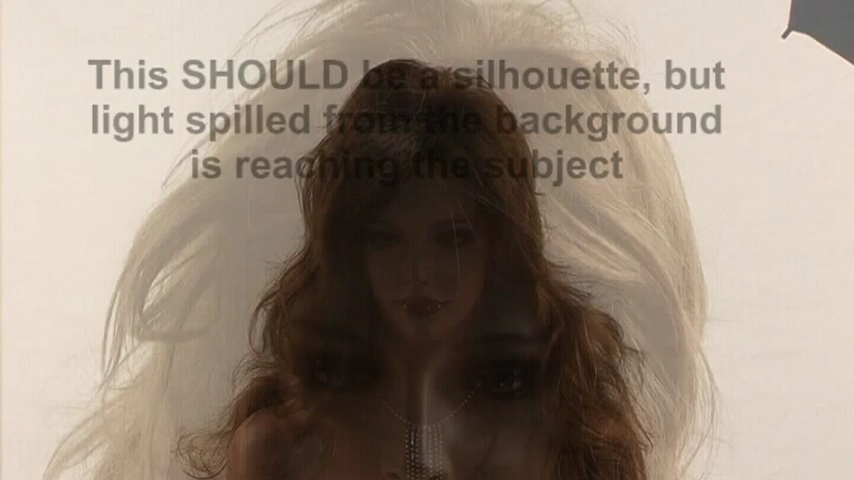 This SHOULD be a silhouette, but
light spilled from the background
is reaching the subject